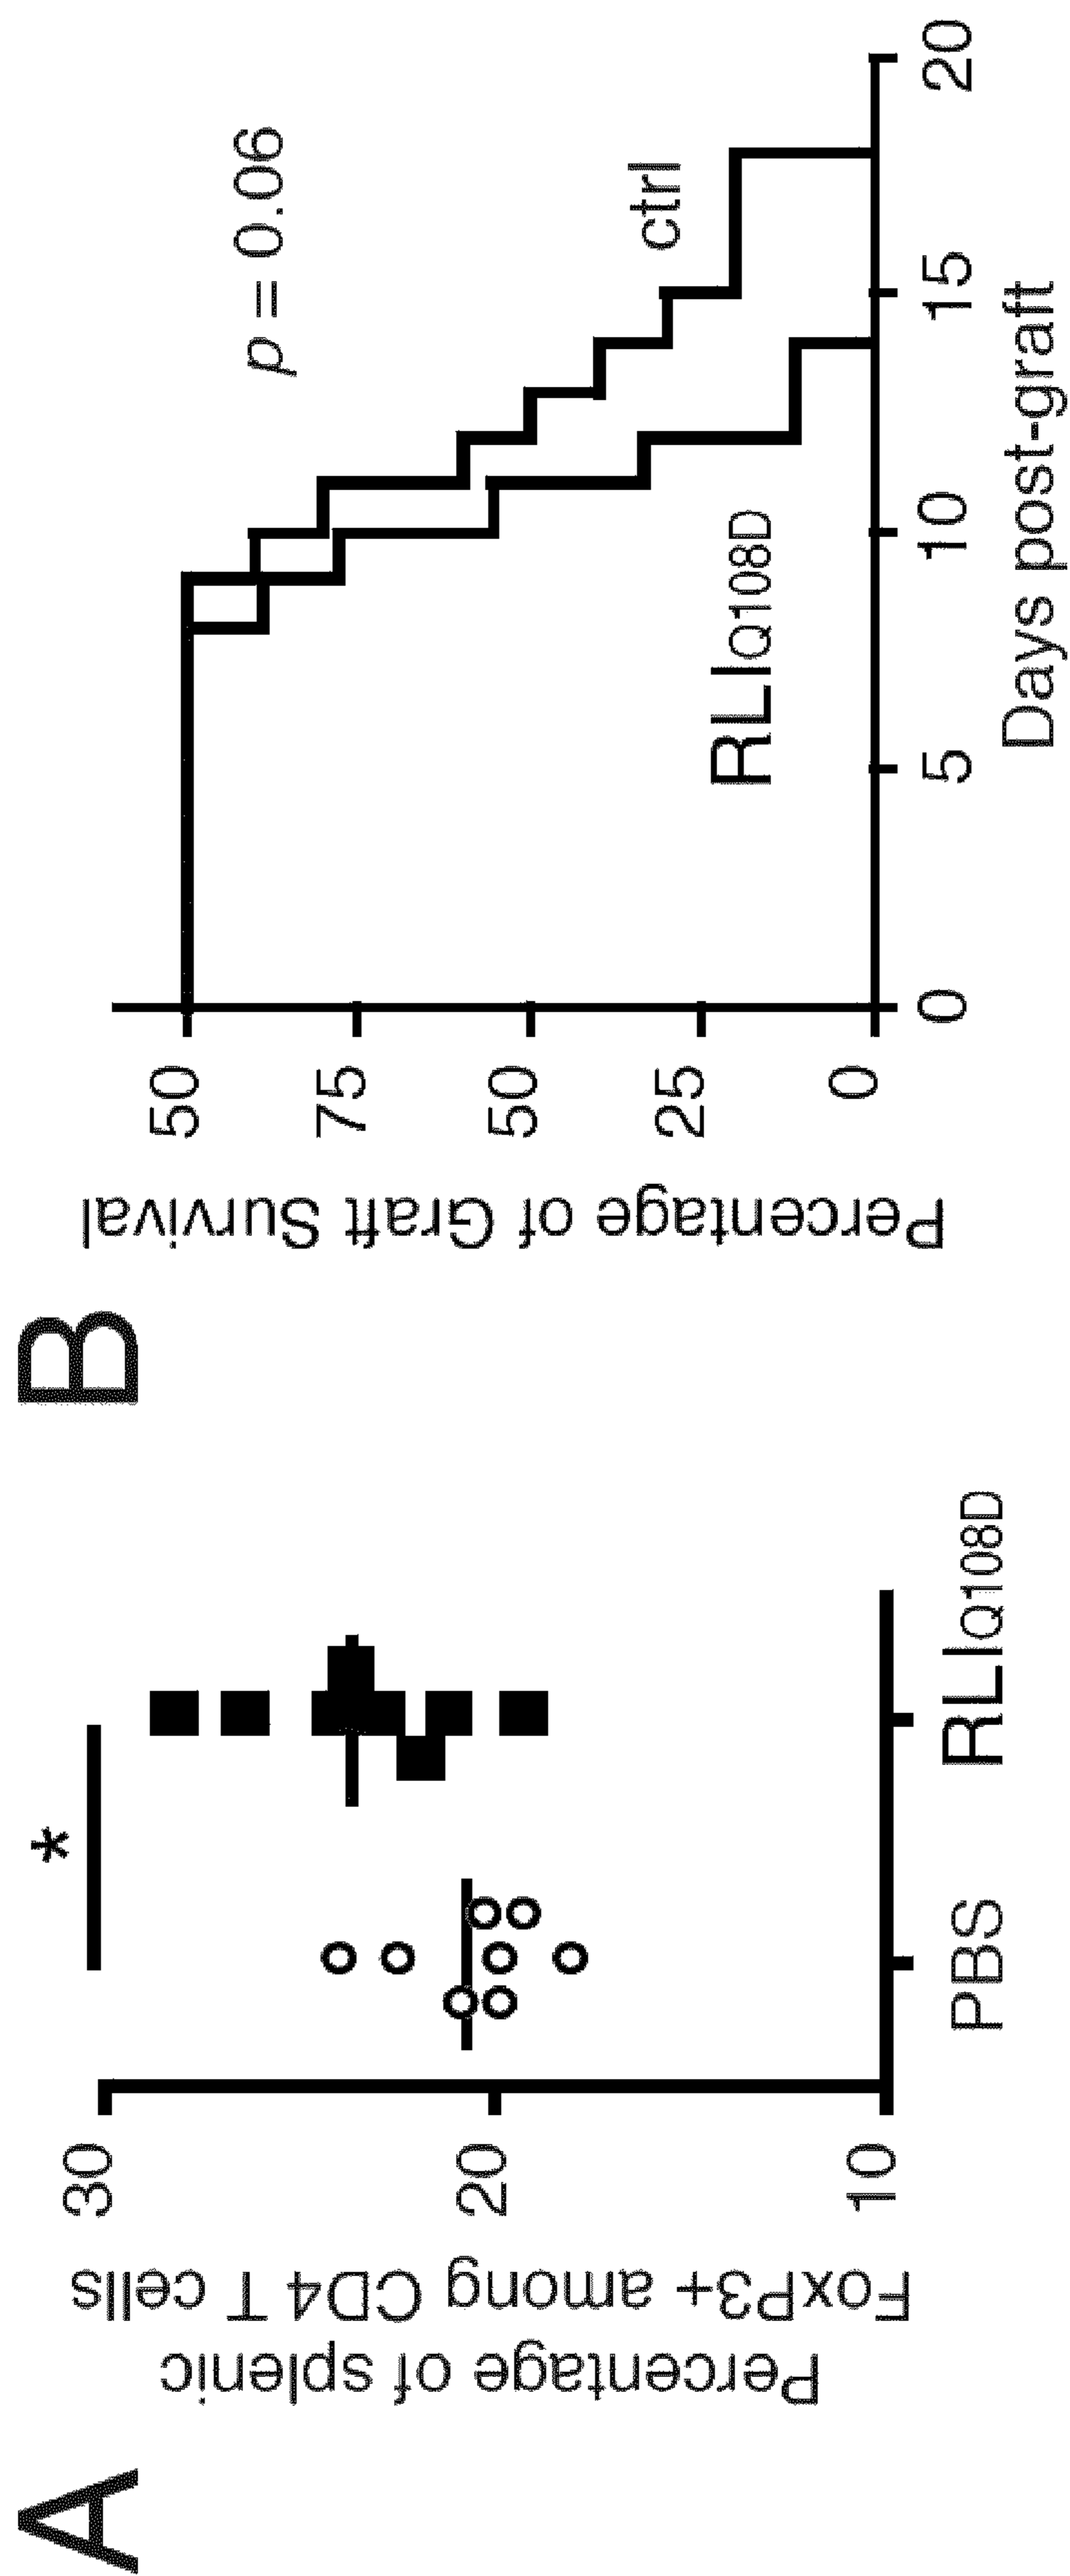 A
Percentage of splenic
FoxP3+ among CD4 T cells
30
20
10
*
PBS
RLIQ108D
B
Percentage of Graft Survival
50
75
50
25
0
p = 0.06
ctrl
RLIQ108D
0
5
10
15
20
Days post-graft